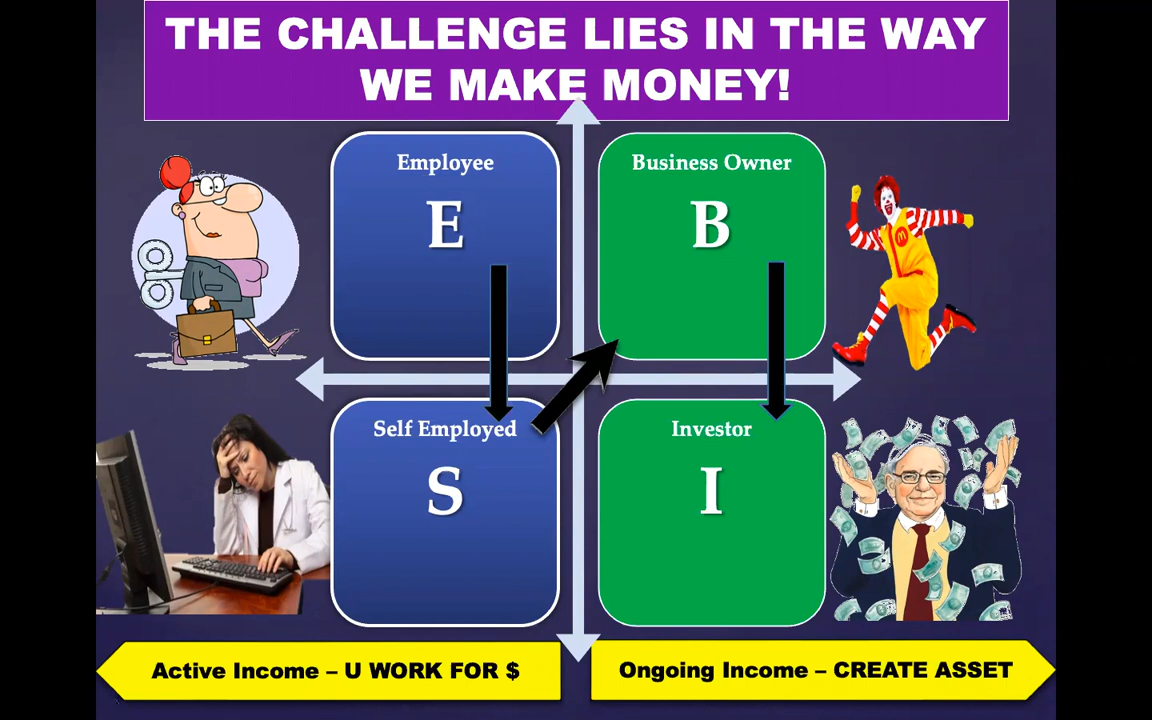 THE CHALLENGE LIES IN THE WAY
WE MAKE MONEY!
Employee
E
Business Owner
B
Self Employed
S
Investor
I
Active Income – U WORK FOR $
Ongoing Income – CREATE ASSET